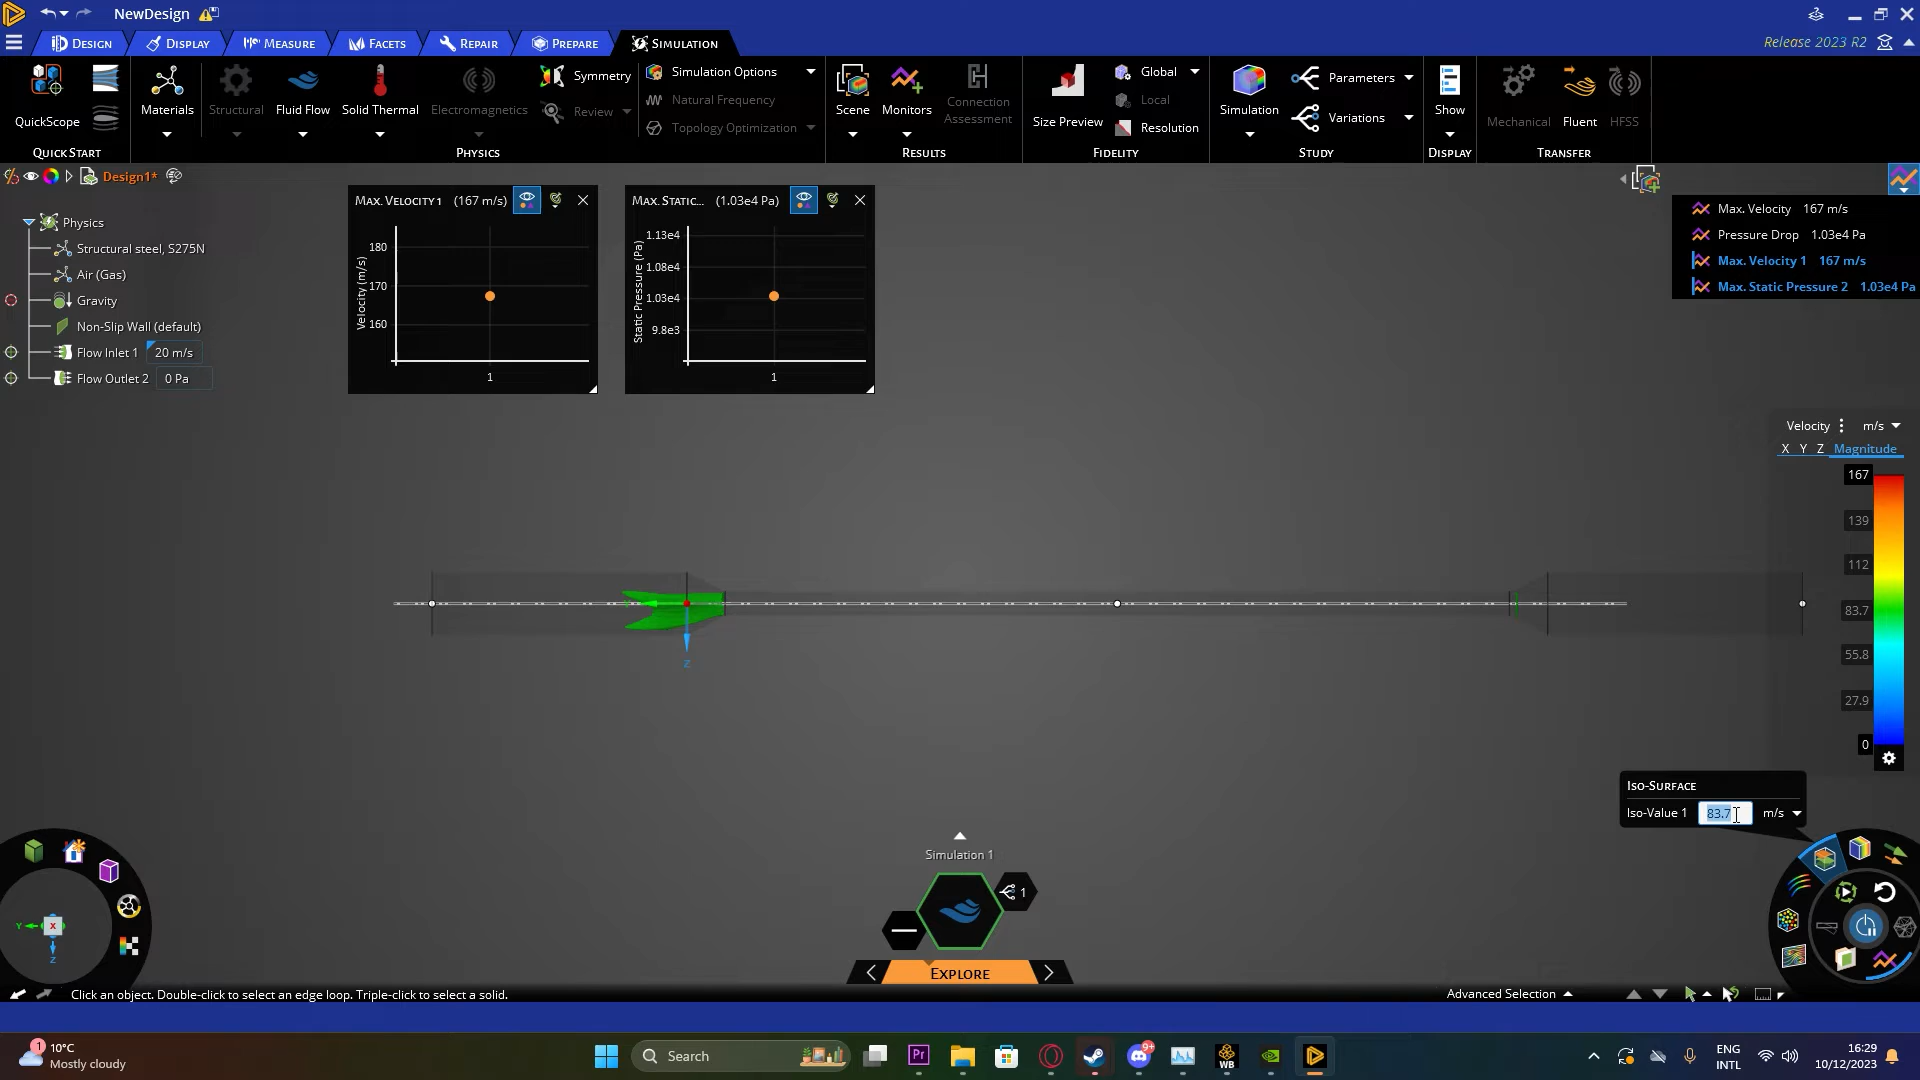 NewDesign
DESIGN
DISPLAY
MEASURE
FACETS
REPAIR
PREPARE
SIMULATION
Release 2023 R2
QuickScope
QUICK START
Materials
Structural
Fluid Flow
Solid Thermal
Electromagnetics
Symmetry
Review
PHYSICS
Simulation Options
Natural Frequency
Topology Optimization
Scene
Monitors
Connection
Assessment
RESULTS
Size Preview
Global
Local
Resolution
FIDELITY
Simulation
Parameters
Variations
STUDY
Show
DISPLAY
Mechanical
Fluent
HFSS
TRANSFER
Design1*
Physics
Structural steel, S275N
Air (Gas)
Gravity
Non-Slip Wall (default)
Flow Inlet 1 20 m/s
Flow Outlet 2 0 Pa
MAX. VELOCITY 1 (167 m/s)
Velocity (m/s)
180
170
160
1
MAX. STATIC... (1.03e4 Pa)
Static Pressure (Pa)
1.13e4
1.08e4
1.03e4
9.8e3
1
Max. Velocity 167 m/s
Pressure Drop 1.03e4 Pa
Max. Velocity 1 167 m/s
Max. Static Pressure 2 1.03e4 Pa
Velocity m/s
X Y Z Magnitude
167
139
112
83.7
55.8
27.9
0
Z
ISO-SURFACE
Iso-Value 1 83.7 m/s
Simulation 1
1
EXPLORE
Y X
Z
Click an object. Double-click to select an edge loop. Triple-click to select a solid.
Advanced Selection
1
10°C
Mostly cloudy
Search
Pr
9+
WB
ENG
INTL
16:29
10/12/2023